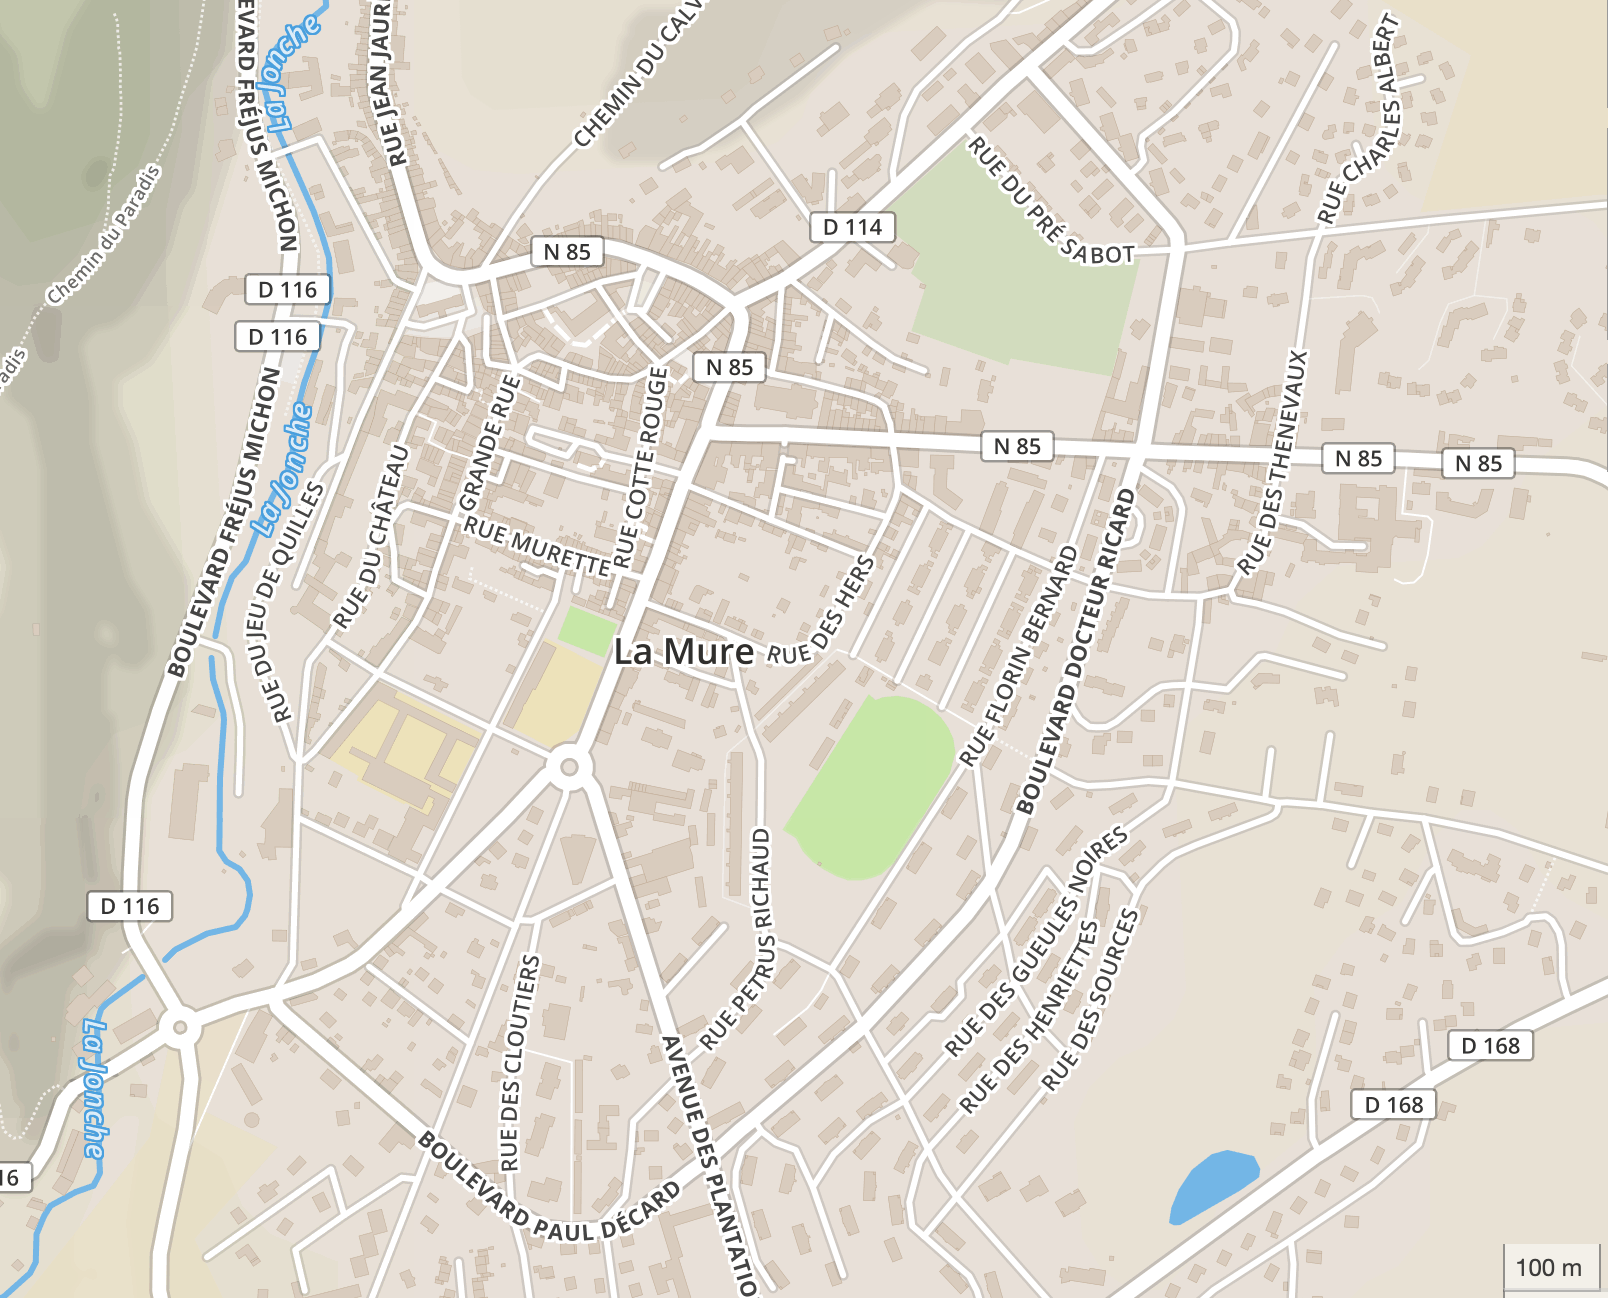 BOULEVARD FRÉJUS MICHON
La Jonche
RUE JEAN JAUR
CHEMIN DU CALV
RUE CHARLES ALBERT
RUE DU PRÉ SABOT
Chemin du Paradis
D 114
N 85
D 116
D 116
adis
N 85
RUE DES THENEVAUX
BOULEVARD FRÉJUS MICHON
La Jonche
GRANDE RUE
RUE COTTE ROUGE
N 85
N 85
N 85
RUE DU CHÂTEAU
RUE DU JEU DE QUILLES
RUE MURETTE
RUE DES HERS
RUE FLORIN BERNARD
BOULEVARD DOCTEUR RICARD
La Mure
RUE PETRUS RICHAUD
RUE DES GUEULES NOIRES
RUE DES HENRIETTES
RUE DES SOURCES
D 116
RUE DES CLOUTIERS
La Jonche
AVENUE DES PLANTATIO
D 168
D 168
BOULEVARD PAUL DÉCARD
16
100 m